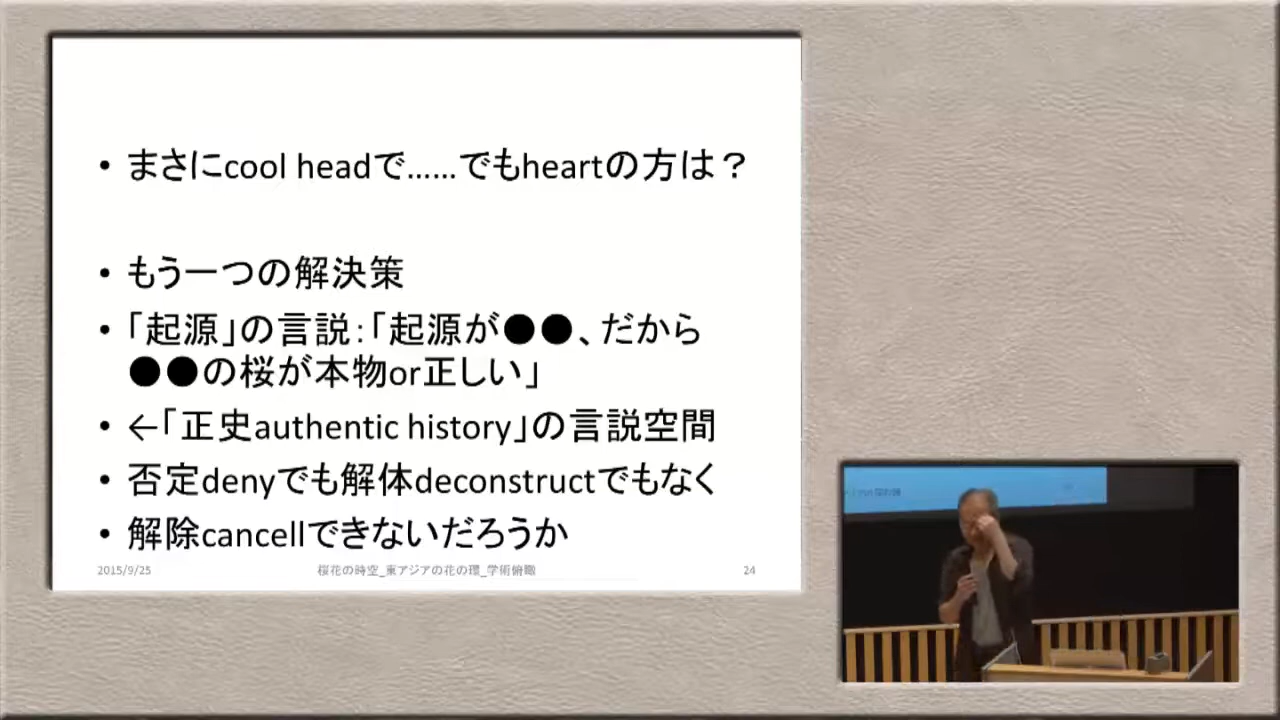 • まさにcool headで……でもheartの方は？
• もう一つの解決策
• 「起源」の言説：「起源が●●、だから
●●の桜が本物or正しい」
• ←「正史authentic history」の言説空間
• 否定denyでも解体deconstructでもなく
• 解除cancellできないだろうか
2015/9/25
桜花の時空_東アジアの花の環_学術俯瞰
24